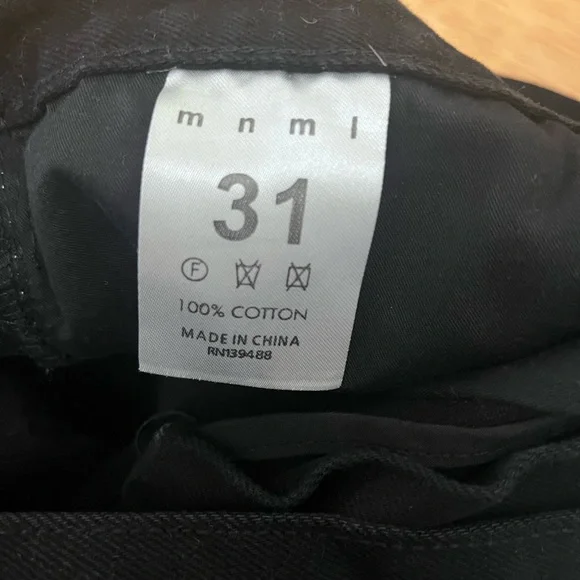 m n m l
31
F
100% COTTON
MADE IN CHINA
RN139488